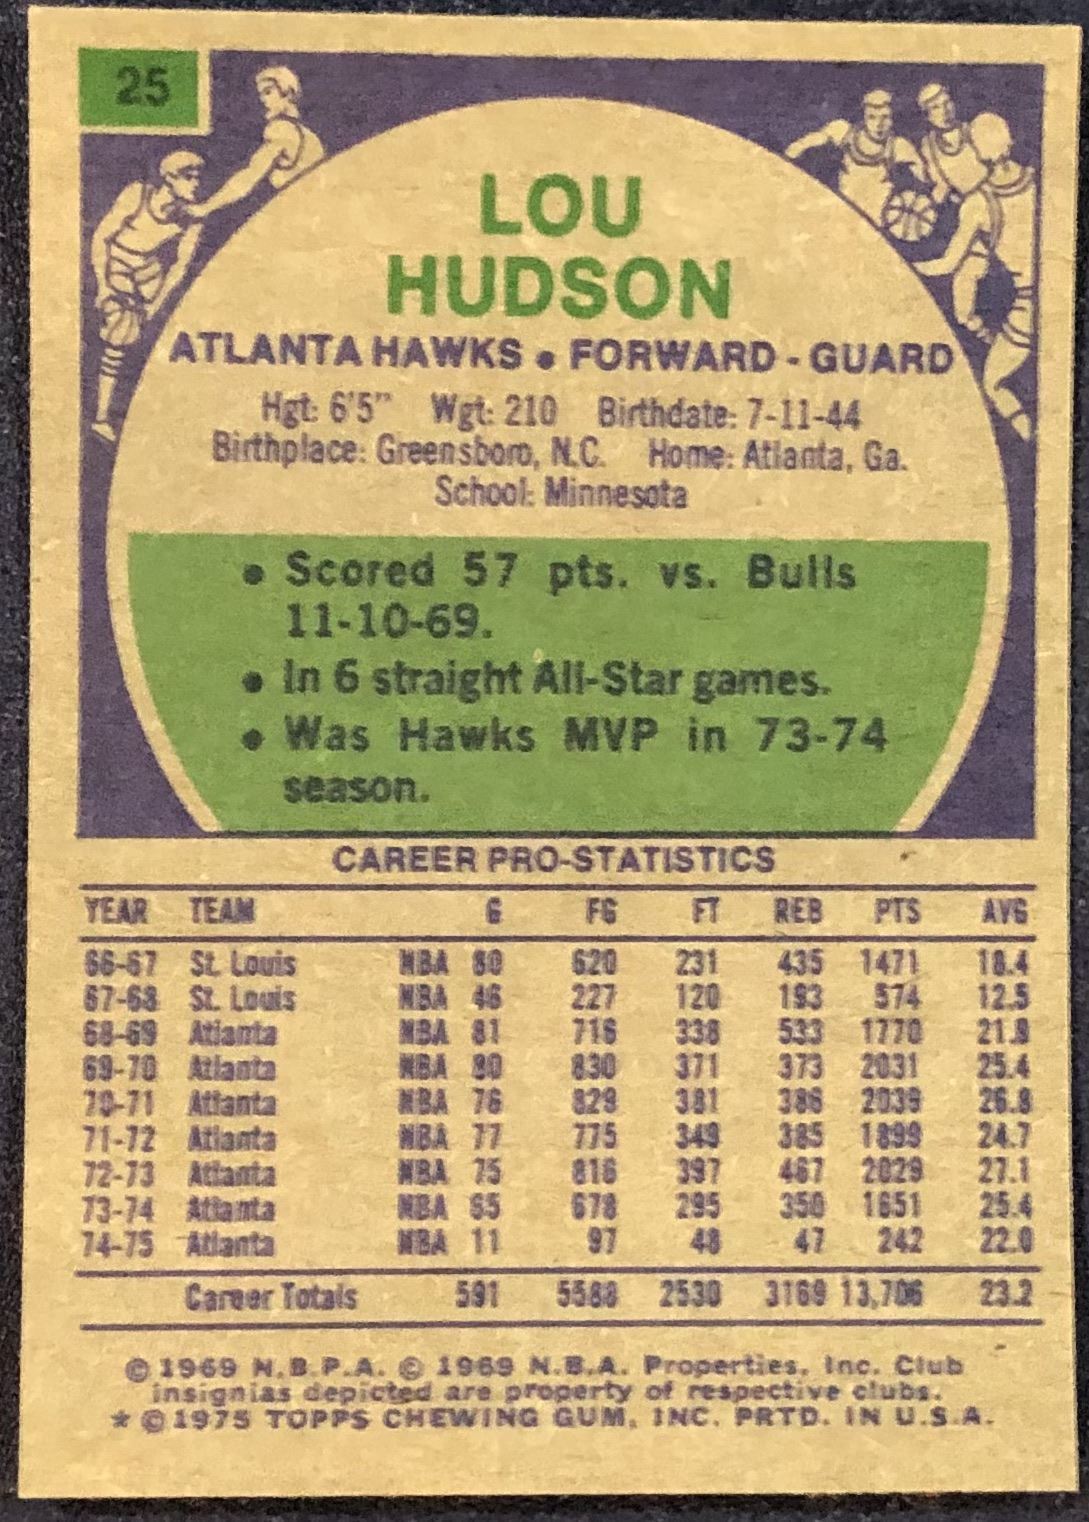 25
LOU
HUDSON
ATLANTA HAWKS • FORWARD - GUARD
Hgt: 6'5" Wgt: 210 Birthdate: 7-11-44
Birthplace: Greensboro, N.C. Home: Atlanta, Ga.
School: Minnesota
• Scored 57 pts. vs. Bulls
11-10-69.
• In 6 straight All-Star games.
• Was Hawks MVP in 73-74
season.
CAREER PRO-STATISTICS
YEAR TEAM G FG FT REB PTS AVG
66-67 St. Louis NBA 80 620 231 435 1471 18.4
67-68 St. Louis NBA 46 227 120 193 574 12.5
68-69 Atlanta NBA 81 716 338 533 1770 21.9
69-70 Atlanta NBA 80 830 371 373 2031 25.4
70-71 Atlanta NBA 76 829 381 386 2039 26.8
71-72 Atlanta NBA 77 775 349 385 1899 24.7
72-73 Atlanta NBA 75 816 397 467 2029 27.1
73-74 Atlanta NBA 65 678 295 350 1651 25.4
74-75 Atlanta NBA 11 97 48 47 242 22.0
Career Totals 591 5588 2530 3169 13,706 23.2
© 1969 N.B.P.A. © 1969 N.B.A. Properties, Inc. Club
insignias depicted are property of respective clubs.
* © 1975 TOPPS CHEWING GUM, INC. PRTD. IN U.S.A.